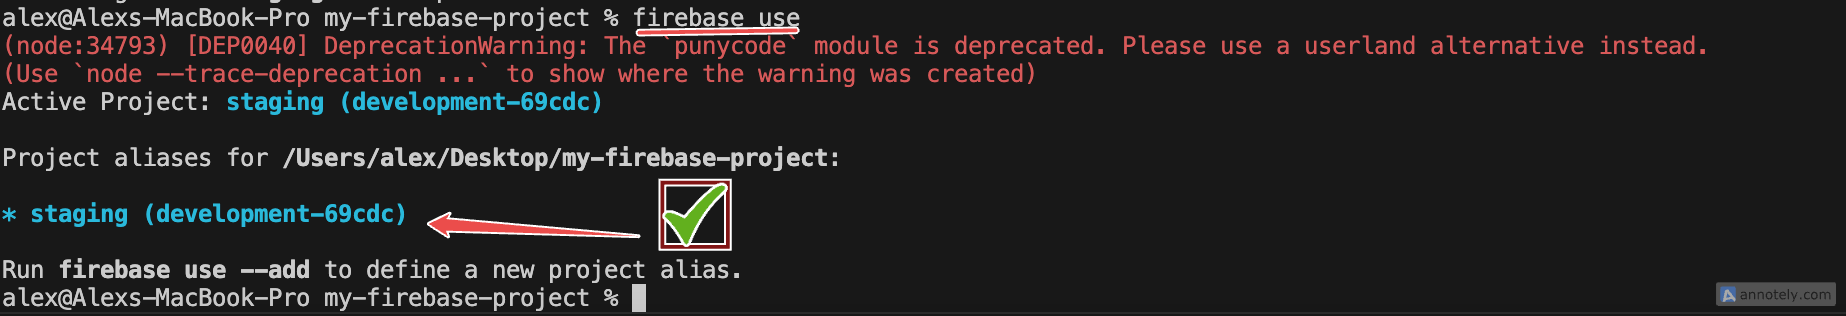 alex@Alexs-MacBook-Pro my-firebase-project % firebase use
(node:34793) [DEP0040] DeprecationWarning: The `punycode` module is deprecated. Please use a userland alternative instead.
(Use `node --trace-deprecation ...` to show where the warning was created)
Active Project: staging (development-69cdc)
Project aliases for /Users/alex/Desktop/my-firebase-project:
* staging (development-69cdc)
Run firebase use --add to define a new project alias.
alex@Alexs-MacBook-Pro my-firebase-project %
annotely.com